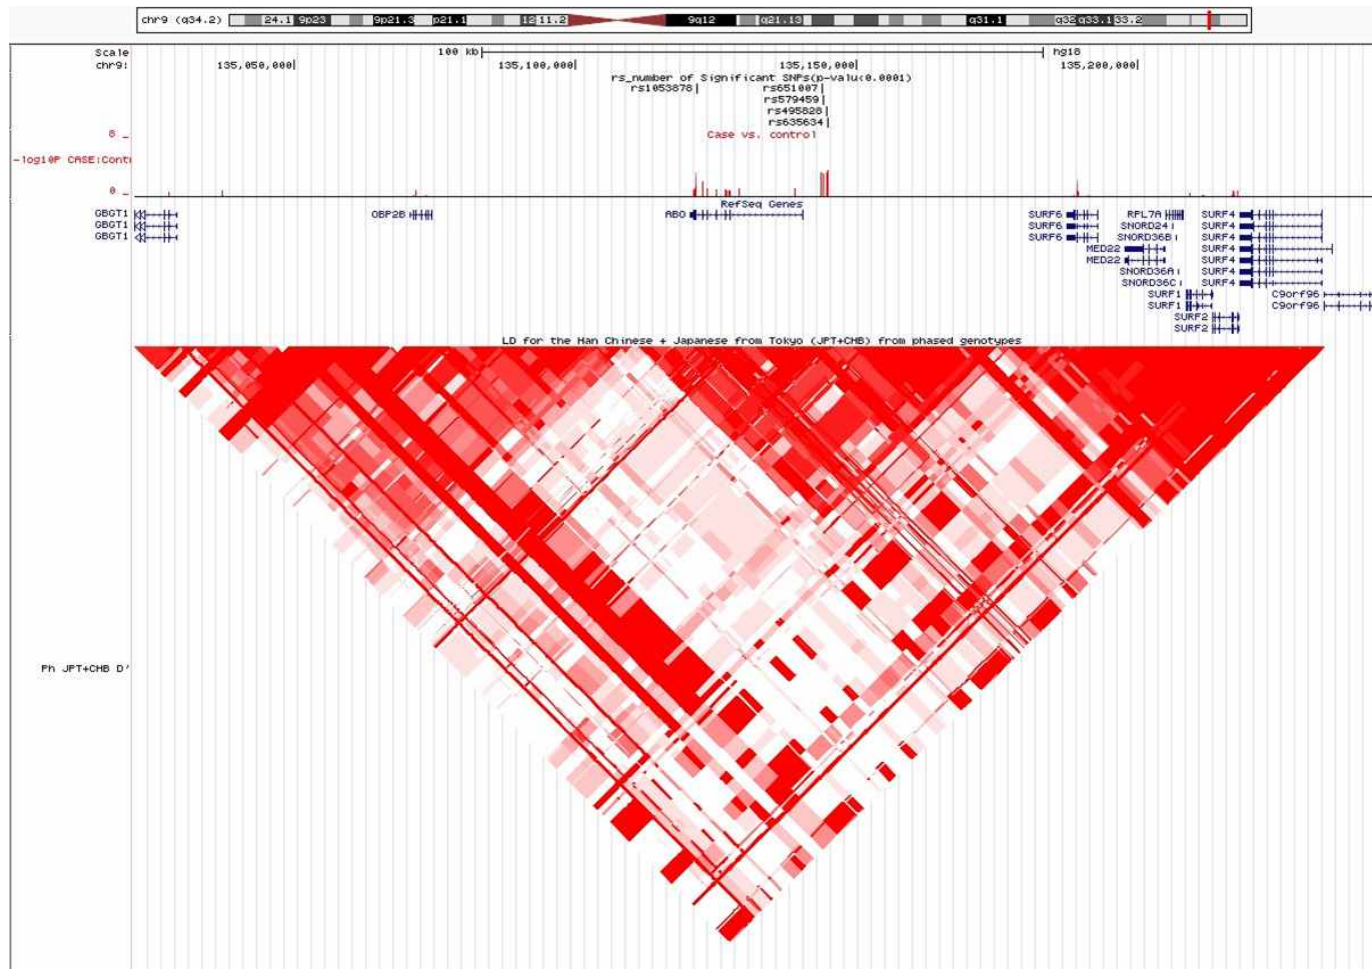 chr9 (q34.2) 24.1 9p23 9p21.3 p21.1 12 11.2 9q12 q21.13 q31.1 q32 q33.1 33.2
Scale 100 kb hg18
chr9: 135,050,000 135,100,000 135,150,000 135,200,000
rs_number of Significant SNPs(p-valu<0.0001)
rs1053878 rs651007
rs579459
rs495828
rs635634
8 _ Case vs. control
-log10P CASE:Conti
0 _
RefSeq Genes
GBGT1 OBP2B ABO SURF6 RPL7A SURF4
GBGT1 SURF6 SNORD24 SURF4
GBGT1 SURF6 SNORD36B SURF4
MED22 SURF4
MED22 SURF4
SNORD36A SURF4
SNORD36C SURF4
SURF1 C9orf96
SURF1 C9orf96
SURF2
SURF2
LD for the Han Chinese + Japanese from Tokyo (JPT+CHB) from phased genotypes
Ph JPT+CHB D'